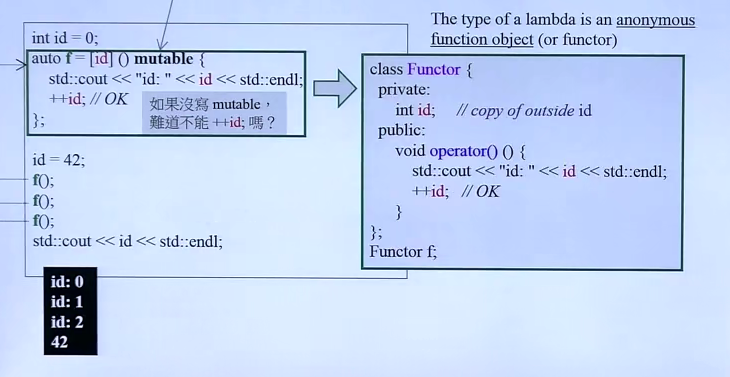 The type of a lambda is an anonymous
function object (or functor)
int id = 0;
auto f = [id] () mutable {
std::cout << "id: " << id << std::endl;
++id; // OK
};
如果沒寫 mutable，
難道不能 ++id; 嗎？
id = 42;
f();
f();
f();
std::cout << id << std::endl;
id: 0
id: 1
id: 2
42
class Functor {
private:
int id; // copy of outside id
public:
void operator() () {
std::cout << "id: " << id << std::endl;
++id; // OK
}
};
Functor f;